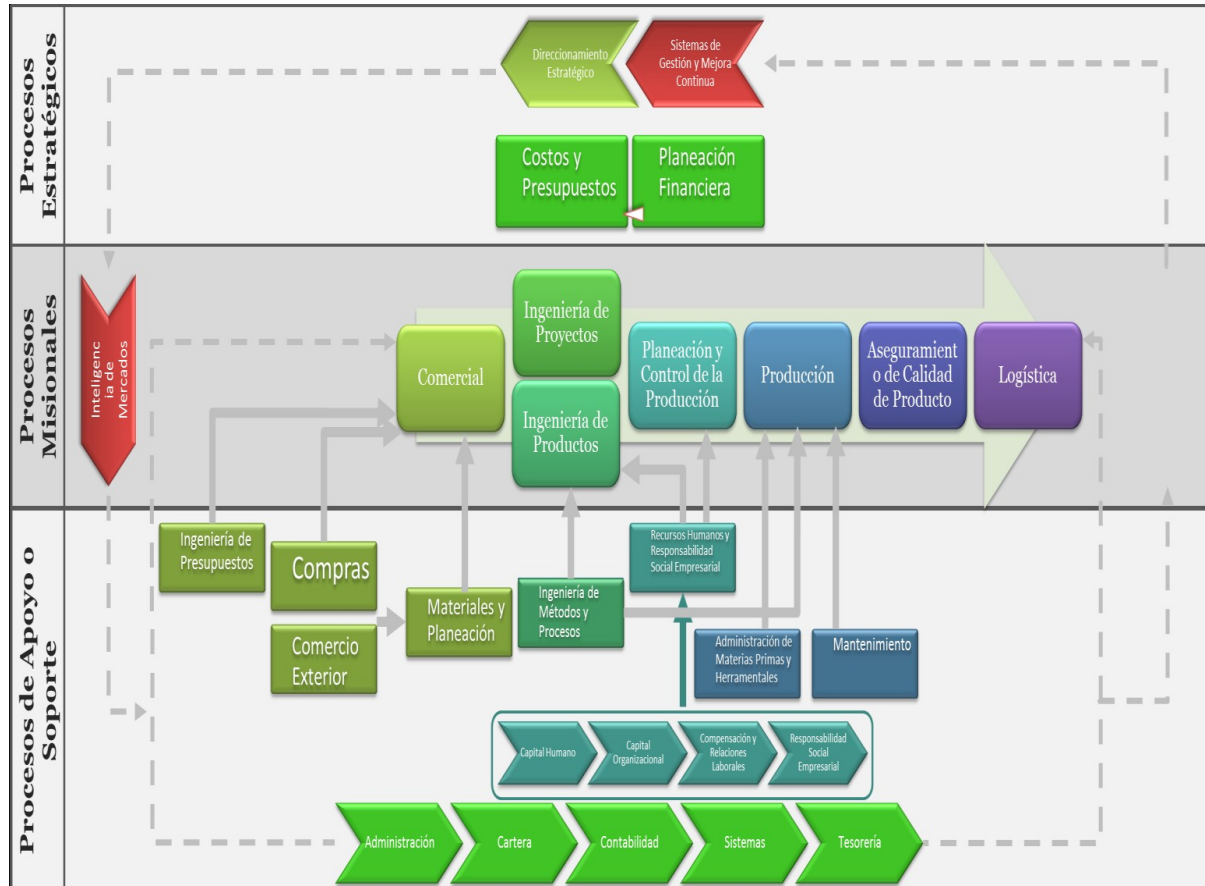 Procesos
Estratégicos
Direccionamiento
Estratégico
Sistemas de
Gestión y Mejora
Continua
Costos y
Presupuestos
Planeación
Financiera
Procesos
Misionales
Inteligenc
ia de
Mercados
Comercial
Ingeniería de
Proyectos
Ingeniería de
Productos
Planeación y
Control de la
Producción
Producción
Aseguramient
o de Calidad
de Producto
Logística
Procesos de Apoyo o
Soporte
Ingeniería de
Presupuestos
Compras
Comercio
Exterior
Materiales y
Planeación
Ingeniería de
Métodos y
Procesos
Recursos Humanos y
Responsabilidad
Social Empresarial
Administración de
Materias Primas y
Herramentales
Mantenimiento
Capital Humano
Capital
Organizacional
Compensación y
Relaciones
Laborales
Responsabilidad
Social
Empresarial
Administración
Cartera
Contabilidad
Sistemas
Tesorería